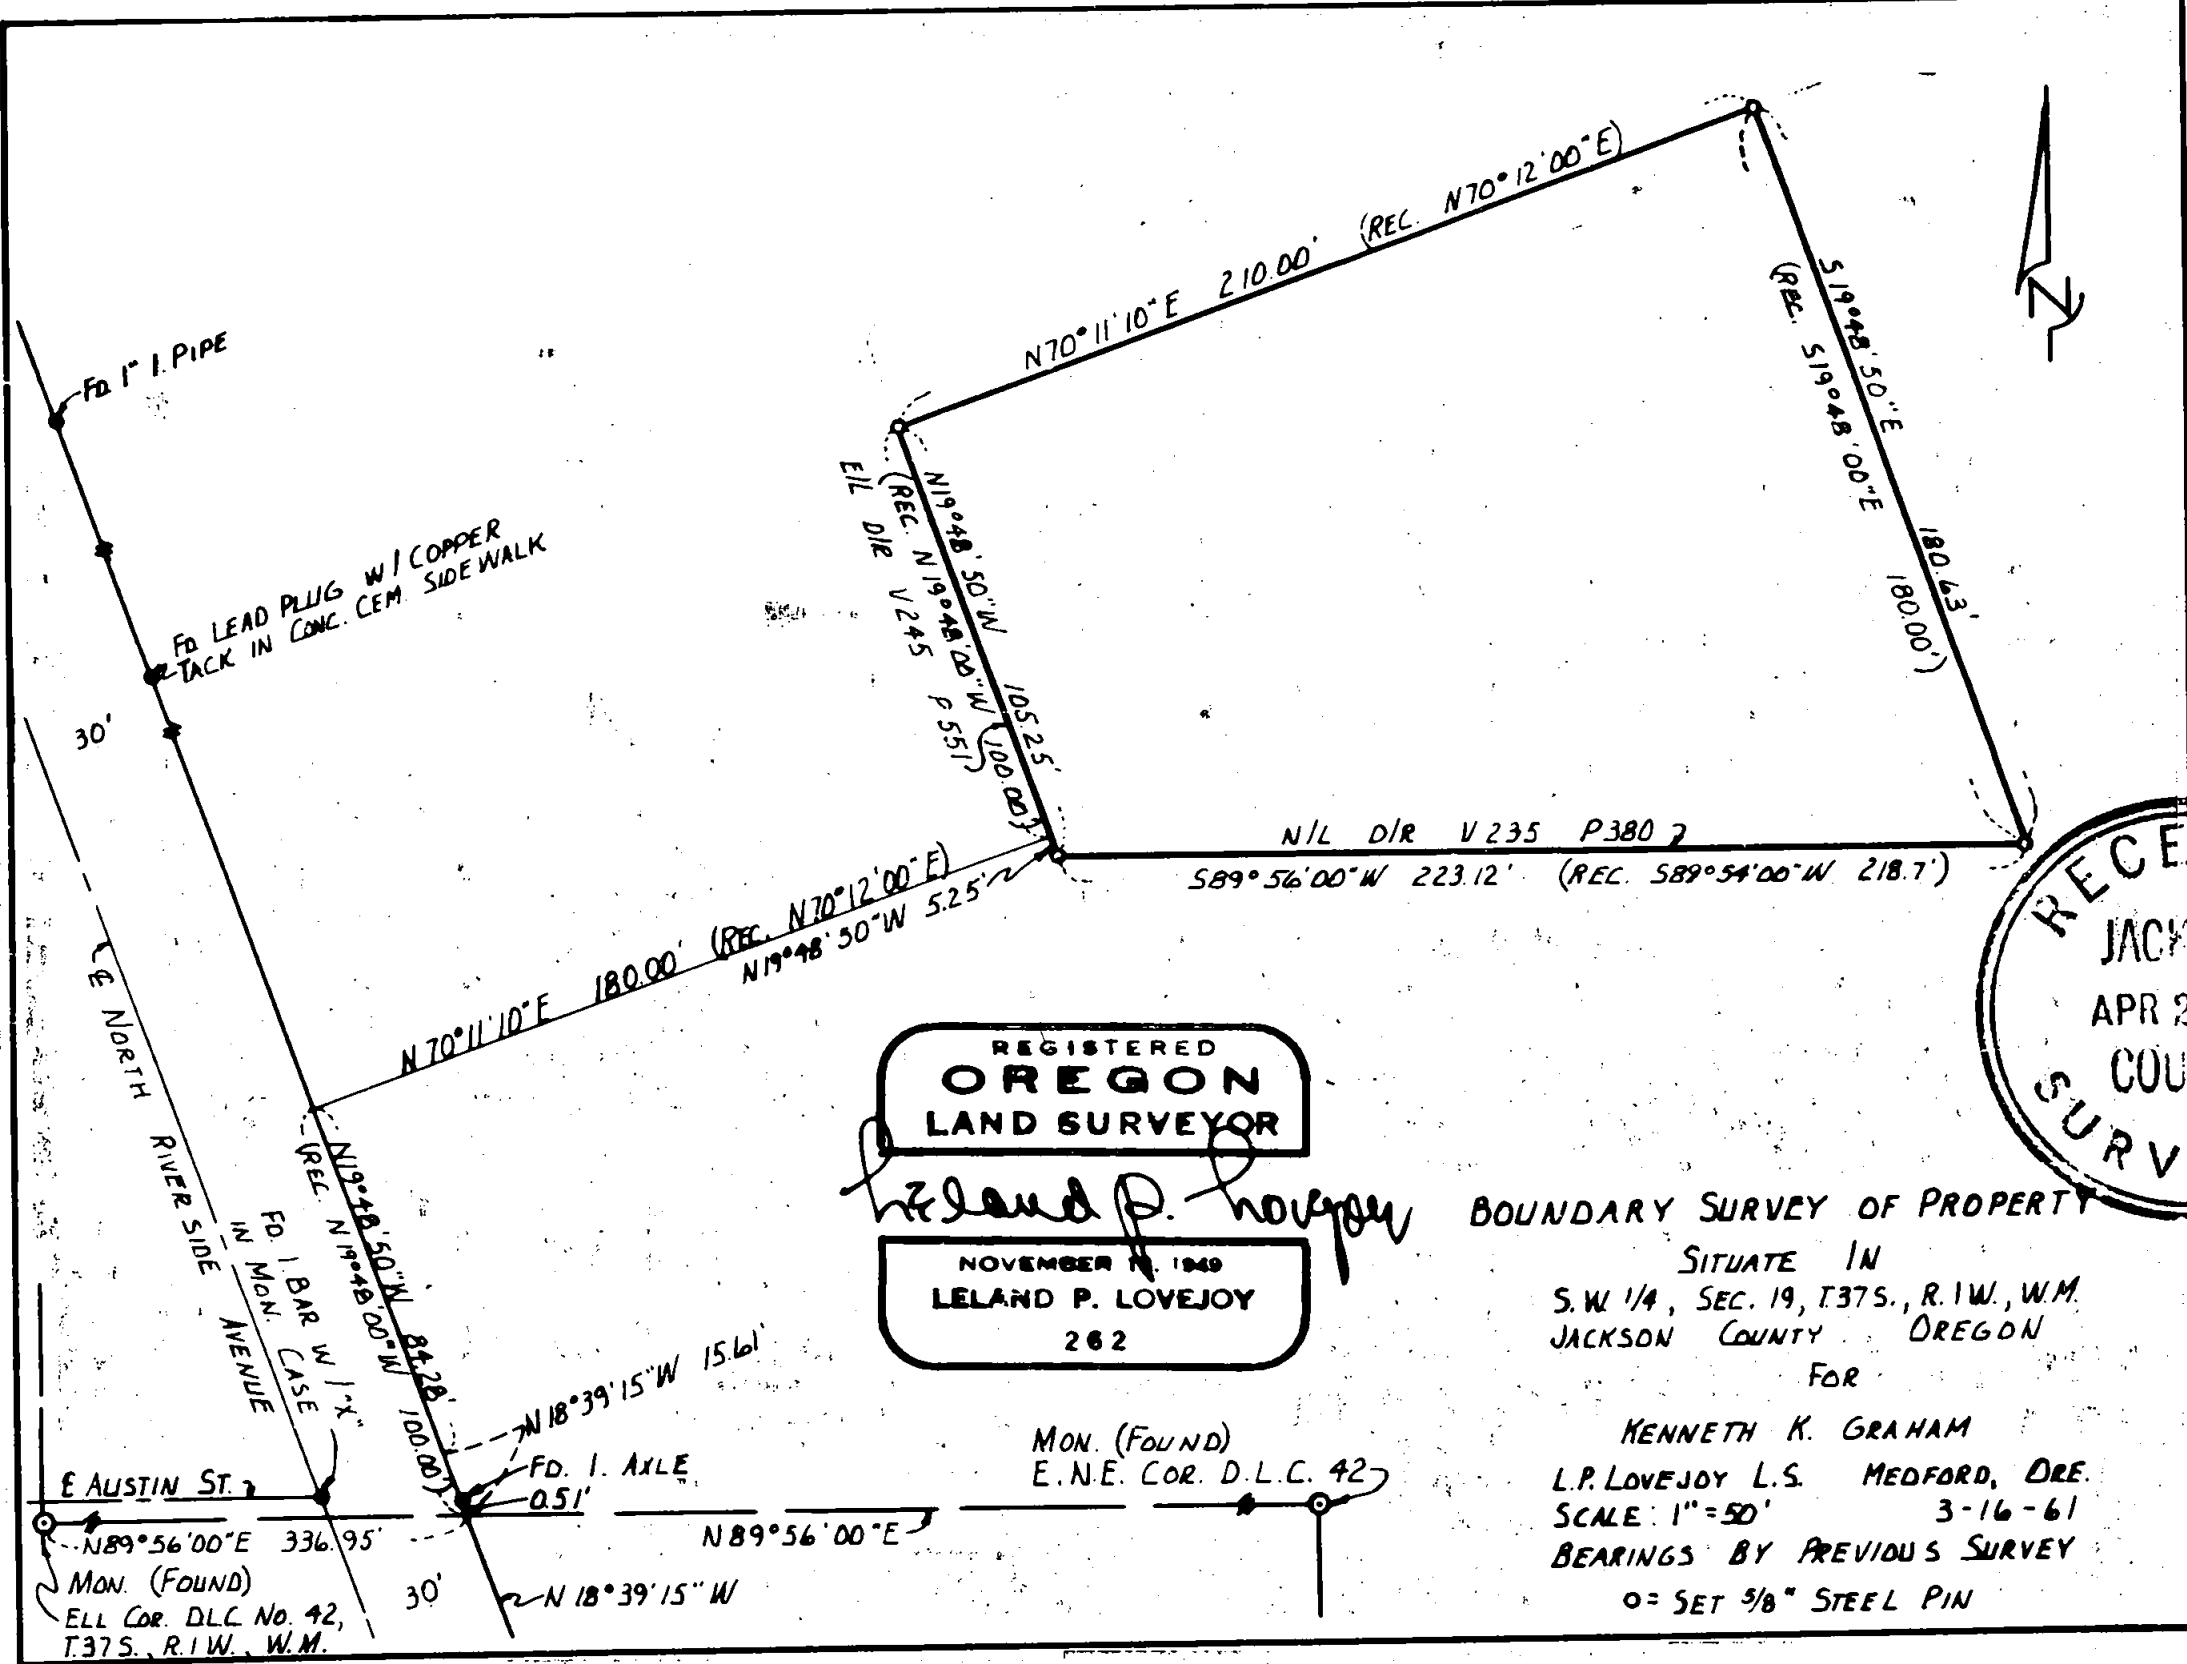 N70°11'10"E 210.00' (REC. N70°12'00"E)
N
S19°48'50"E 180.63'
(REC. S19°48'00"E 180.00')
FD. 1" I. PIPE
N19°48'50"W 105.25'
(REC. N19°48'00"W (100.00')
E/L D/R V245 P551)
FD. LEAD PLUG W/ COPPER
TACK IN CONC. CEM. SIDEWALK
30'
N/L D/R V235 P380
S89°56'00"W 223.12' (REC. S89°54'00"W 218.7')
N70°11'10"E 180.00' (REC. N70°12'00"E)
N19°48'50"W 5.25'
RECE
JACK
APR 2
COU
SURV
℄ NORTH RIVERSIDE AVENUE
REGISTERED
OREGON
LAND SURVEYOR
Leland P. Lovejoy
NOVEMBER 1949
LELAND P. LOVEJOY
262
N19°48'50"W 84.28'
(REC. N19°48'00"W 100.00')
FD. I. BAR W/ "X"
IN MON. CASE
N18°39'15"W 15.61'
FD. I. AXLE
0.51'
℄ AUSTIN ST.
N89°56'00"E 336.95'
MON. (FOUND)
ELL COR. D.L.C. NO. 42,
T.37S., R.1W., W.M.
30'
N18°39'15"W
MON. (FOUND)
E.N.E. COR. D.L.C. 42
N89°56'00"E
BOUNDARY SURVEY OF PROPERTY
SITUATE IN
S.W. 1/4, SEC. 19, T.37S., R.1W., W.M.
JACKSON COUNTY OREGON
FOR
KENNETH K. GRAHAM
L.P. LOVEJOY L.S. MEDFORD, ORE.
SCALE: 1"=50' 3-16-61
BEARINGS BY PREVIOUS SURVEY
O = SET 5/8" STEEL PIN